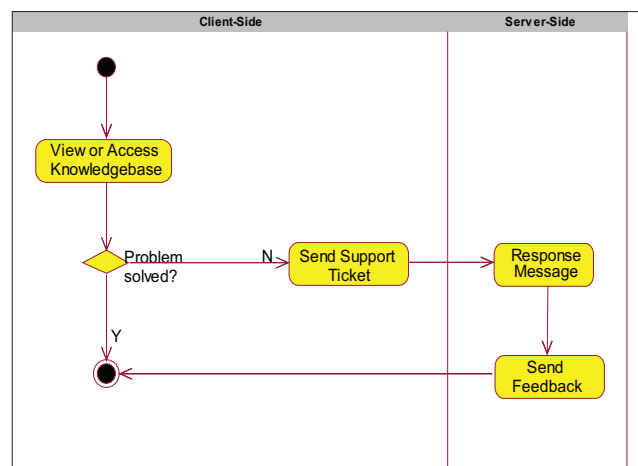 Client-Side
Server-Side
View or Access
Knowledgebase
Problem
solved?
N
Send Support
Ticket
Response
Message
Y
Send
Feedback